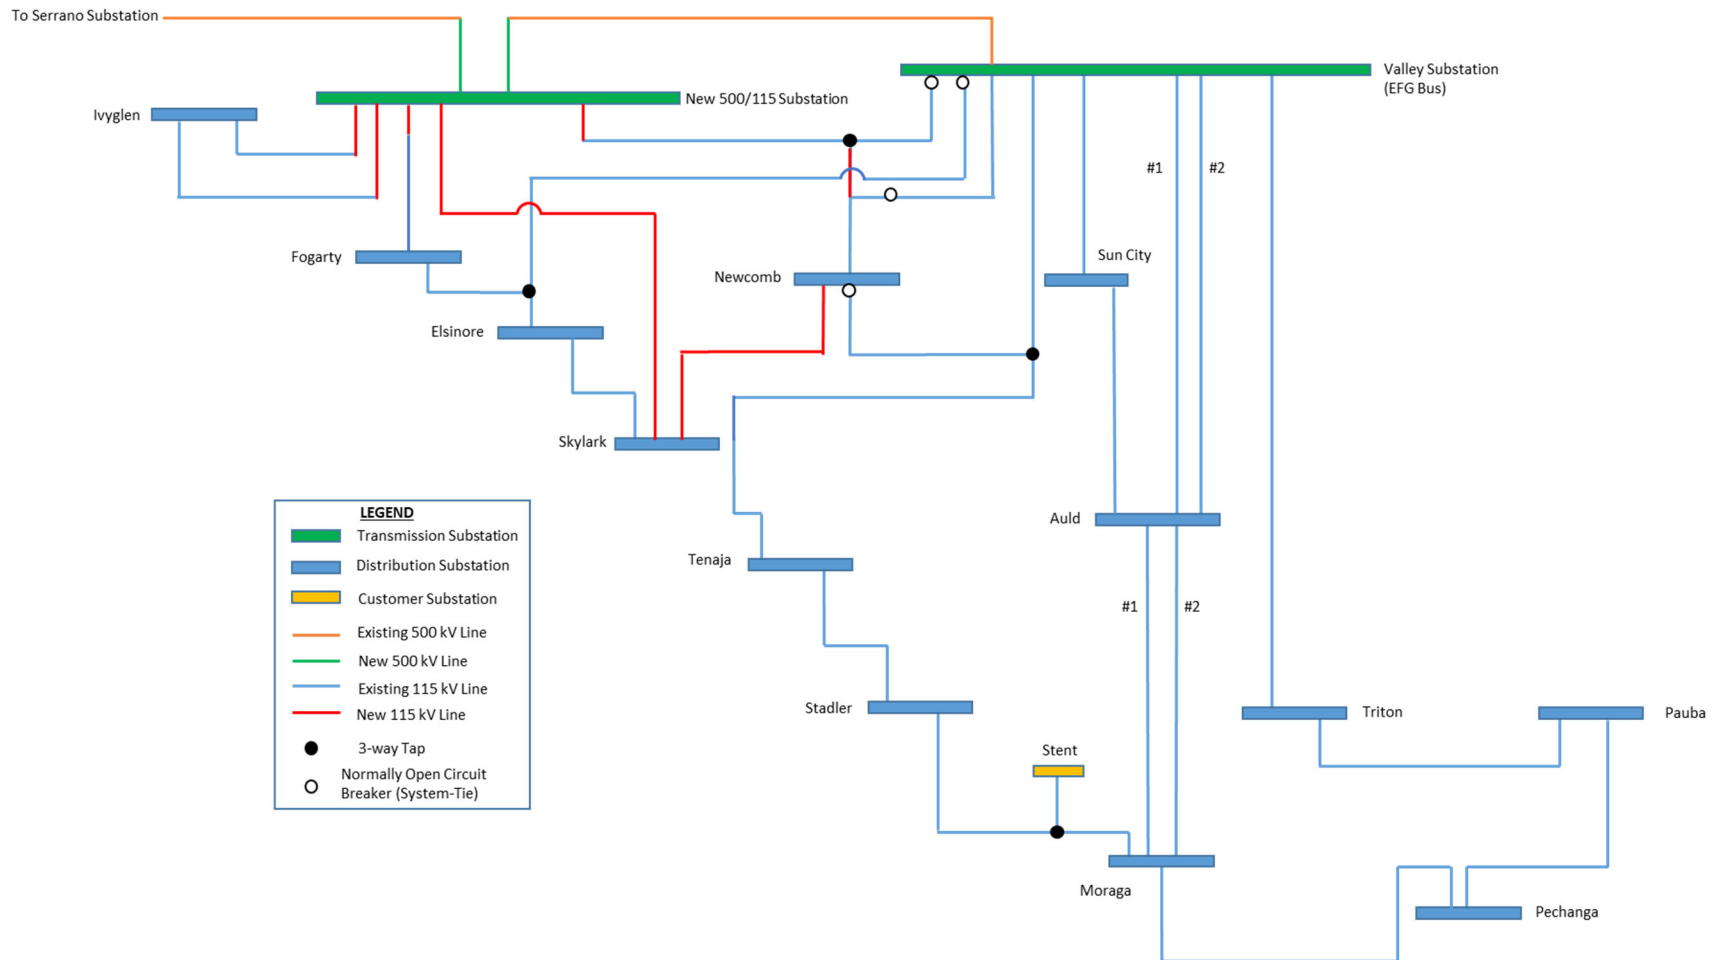 To Serrano Substation
Valley Substation
(EFG Bus)
New 500/115 Substation
Ivyglen
#1
#2
Fogarty
Sun City
Newcomb
Elsinore
Skylark
LEGEND
Transmission Substation
Distribution Substation
Customer Substation
Existing 500 kV Line
New 500 kV Line
Existing 115 kV Line
New 115 kV Line
3-way Tap
Normally Open Circuit
Breaker (System-Tie)
Auld
Tenaja
#1
#2
Stadler
Triton
Pauba
Stent
Moraga
Pechanga